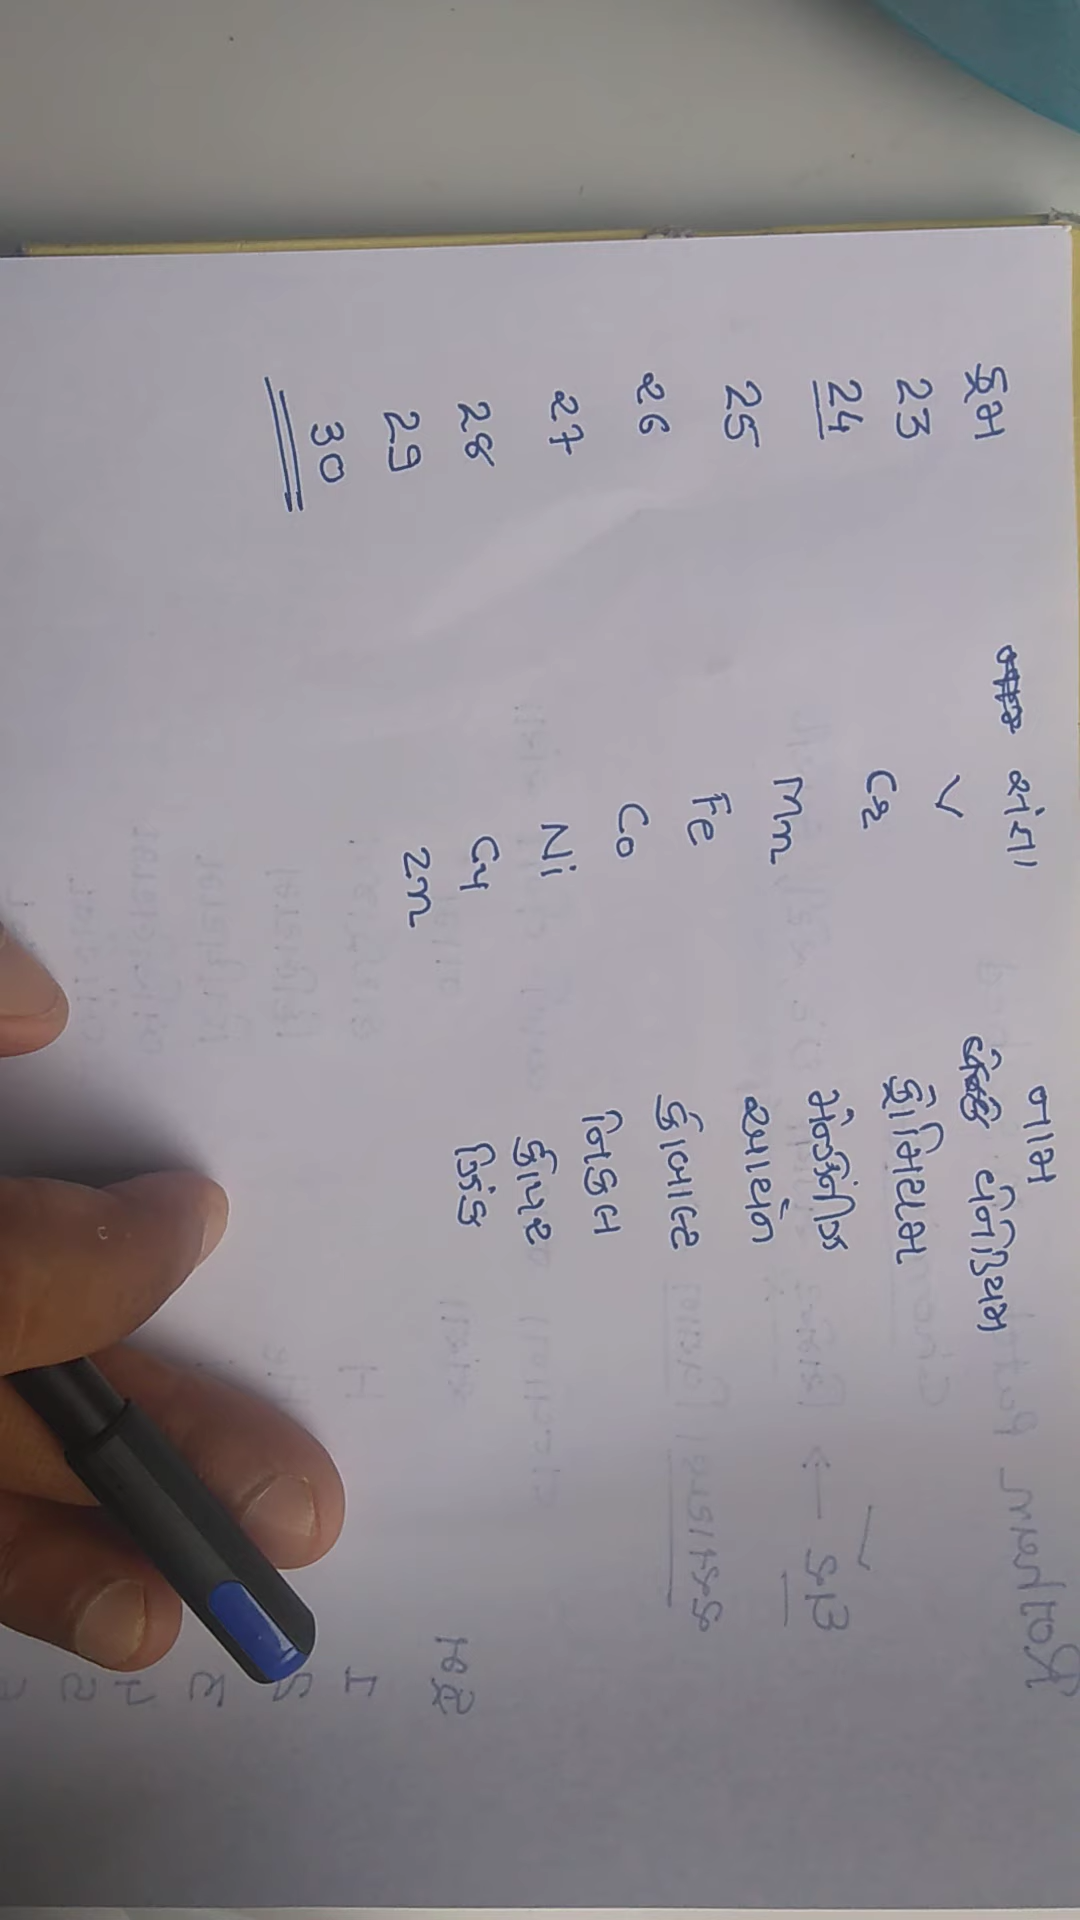 ક્રમ સંજ્ઞા નામ
23 V વેનેડિયમ
24 Cr ક્રોમિયમ
25 Mn મેંગેનીઝ
26 Fe આયર્ન
27 Co કોબાલ્ટ
28 Ni નિકલ
29 Cu કોપર
30 Zn ઝિંક